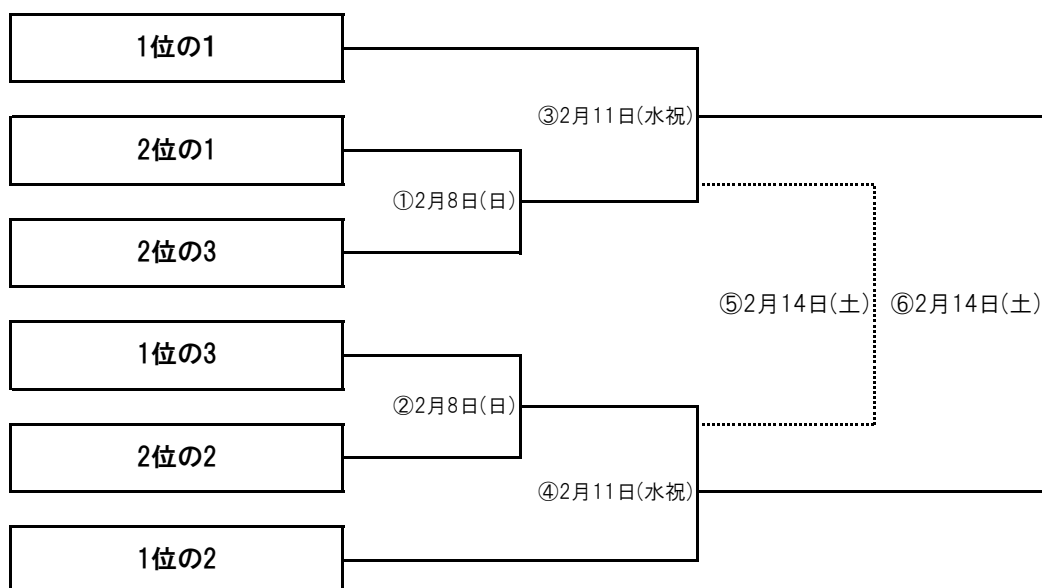 1位の1
③2月11日(水祝)
2位の1
①2月8日(日)
2位の3
⑤2月14日(土)
⑥2月14日(土)
1位の3
②2月8日(日)
2位の2
④2月11日(水祝)
1位の2